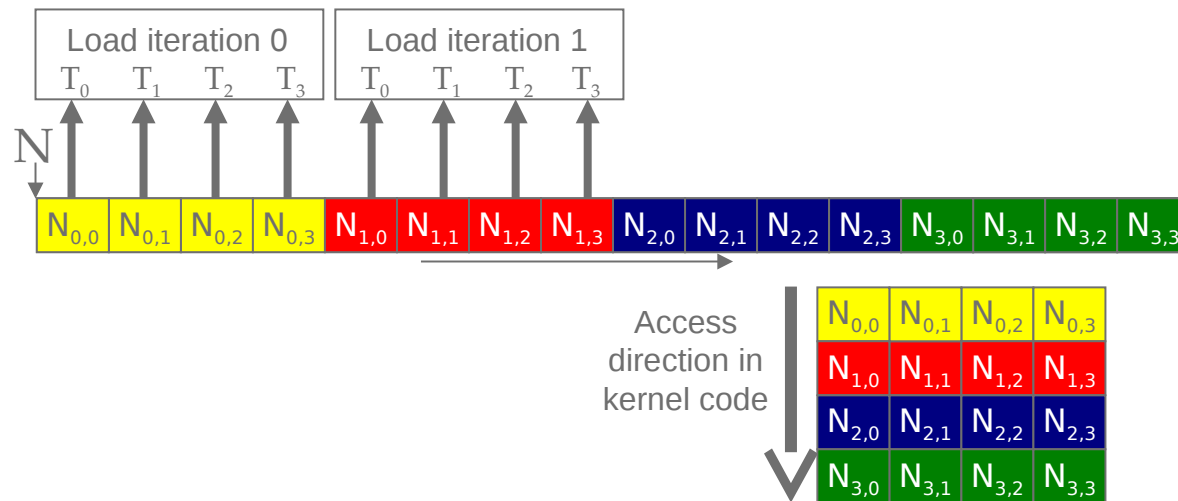 Load iteration 0 Load iteration 1
T0 T1 T2 T3 T0 T1 T2 T3
N
N0,0 N0,1 N0,2 N0,3 N1,0 N1,1 N1,2 N1,3 N2,0 N2,1 N2,2 N2,3 N3,0 N3,1 N3,2 N3,3
Access
direction in
kernel code
N0,0 N0,1 N0,2 N0,3
N1,0 N1,1 N1,2 N1,3
N2,0 N2,1 N2,2 N2,3
N3,0 N3,1 N3,2 N3,3